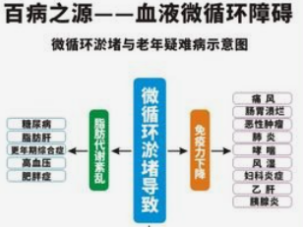 百病之源——血液微循环障碍
微循环淤堵与老年疑难病示意图
糖尿病
脂肪肝
更年期综合症
高血压
肥胖症
脂肪代谢紊乱
微循环淤堵导致
免疫力下降
痛风
肠胃溃烂
恶性肿瘤
肺炎
哮喘
风湿
妇科炎症
乙肝
胰腺炎